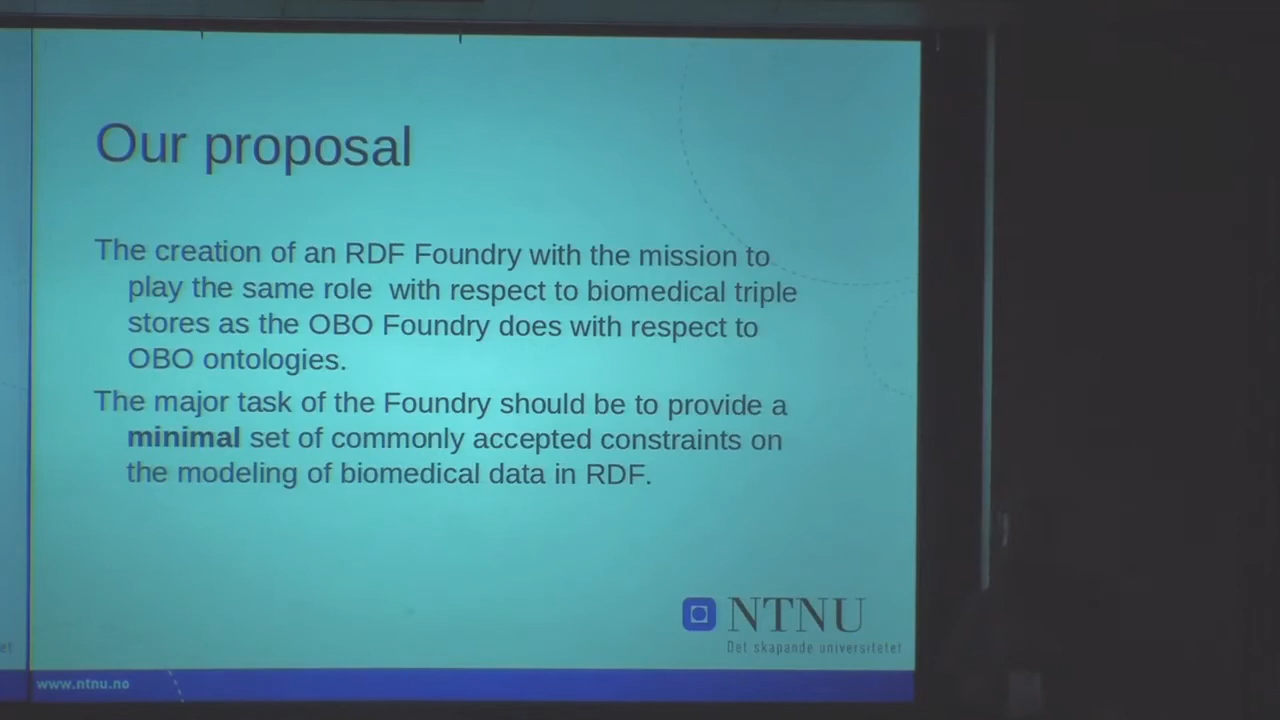 Our proposal
The creation of an RDF Foundry with the mission to
play the same role with respect to biomedical triple
stores as the OBO Foundry does with respect to
OBO ontologies.
The major task of the Foundry should be to provide a
minimal set of commonly accepted constraints on
the modeling of biomedical data in RDF.
NTNU
Det skapande universitetet
et
www.ntnu.no